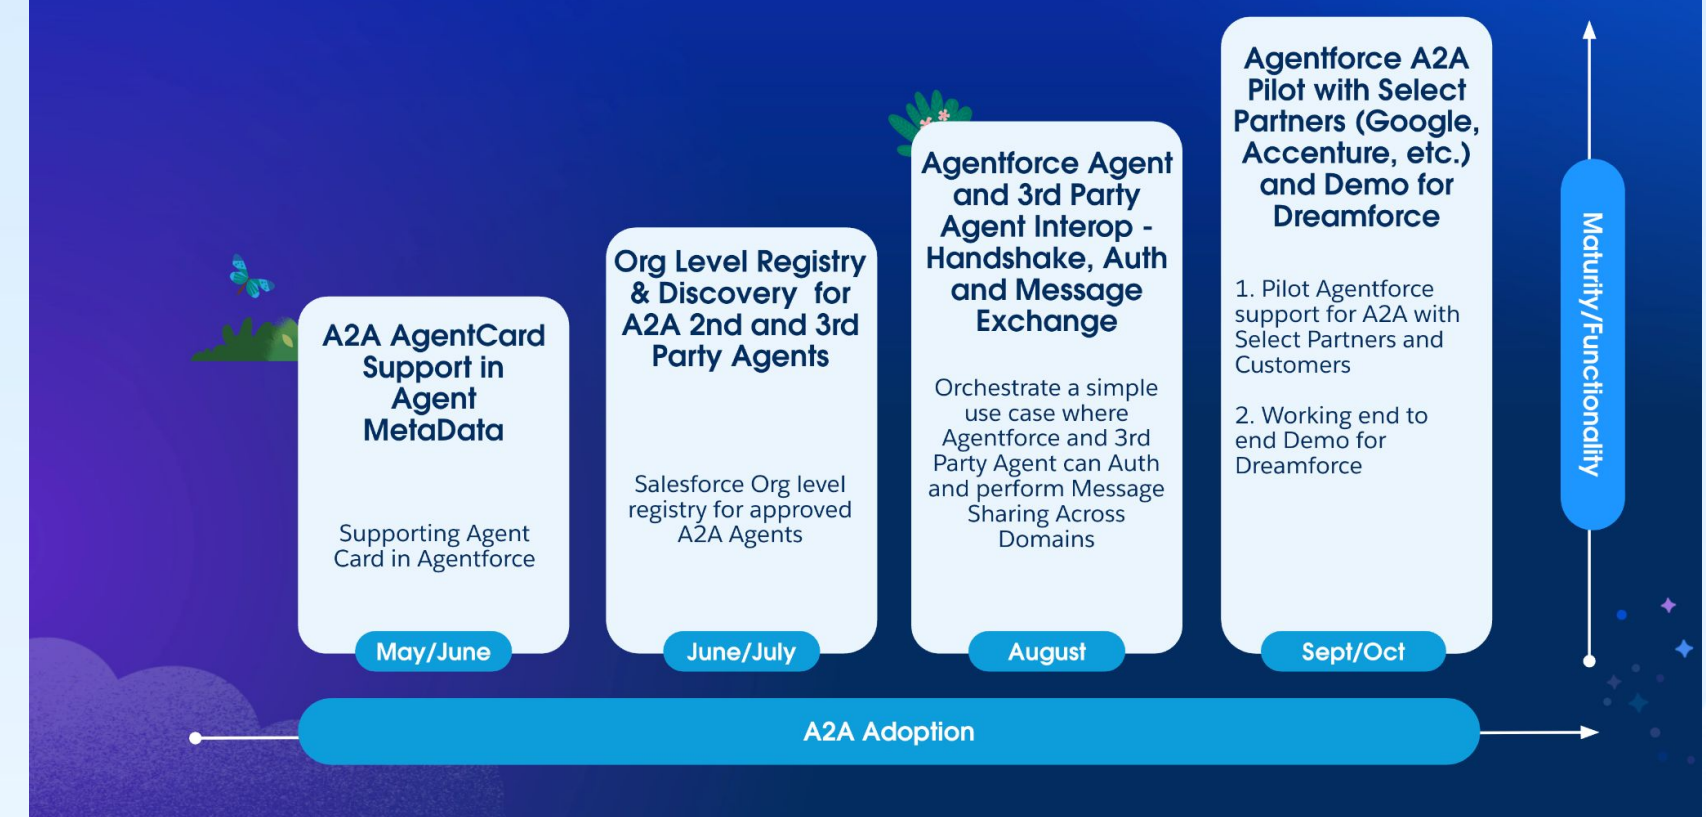 A2A AgentCard
Support in
Agent
MetaData
Supporting Agent
Card in Agentforce
May/June
Org Level Registry
& Discovery for
A2A 2nd and 3rd
Party Agents
Salesforce Org level
registry for approved
A2A Agents
June/July
Agentforce Agent
and 3rd Party
Agent Interop -
Handshake, Auth
and Message
Exchange
Orchestrate a simple
use case where
Agentforce and 3rd
Party Agent can Auth
and perform Message
Sharing Across
Domains
August
Agentforce A2A
Pilot with Select
Partners (Google,
Accenture, etc.)
and Demo for
Dreamforce
1. Pilot Agentforce
support for A2A with
Select Partners and
Customers
2. Working end to
end Demo for
Dreamforce
Sept/Oct
Maturity/Functionality
A2A Adoption